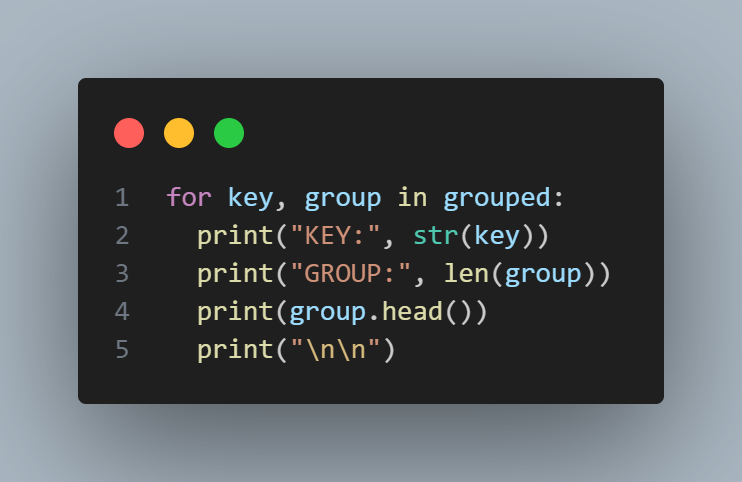 1 for key, group in grouped:
2   print("KEY:", str(key))
3   print("GROUP:", len(group))
4   print(group.head())
5   print("\n\n")